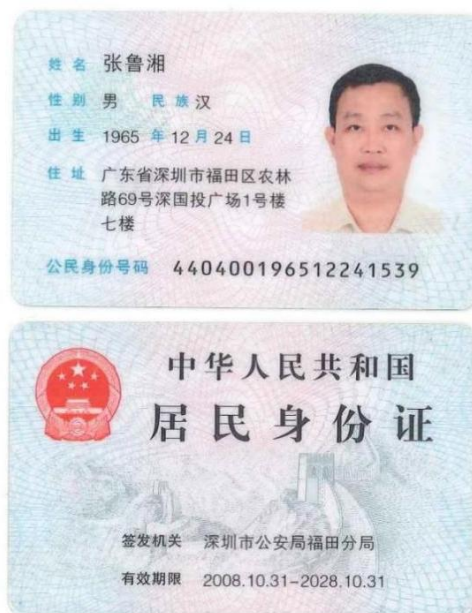 姓名 张鲁湘
性别 男 民族 汉
出生 1965 年 12 月 24 日
住址 广东省深圳市福田区农林
路69号深国投广场1号楼
七楼
公民身份号码 440400196512241539
中华人民共和国
居民身份证
签发机关 深圳市公安局福田分局
有效期限 2008.10.31-2028.10.31